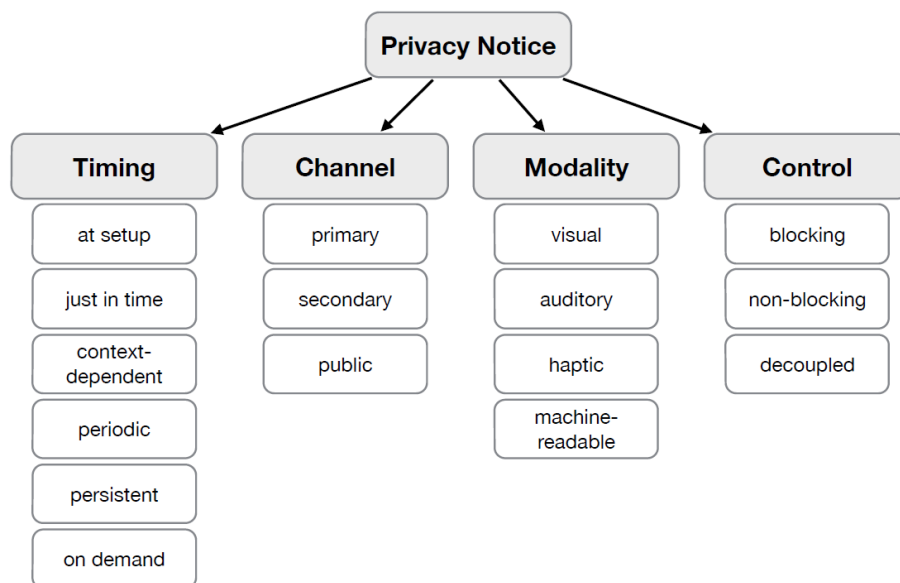 Privacy Notice
Timing
Channel
Modality
Control
at setup
just in time
context-
dependent
periodic
persistent
on demand
primary
secondary
public
visual
auditory
haptic
machine-
readable
blocking
non-blocking
decoupled